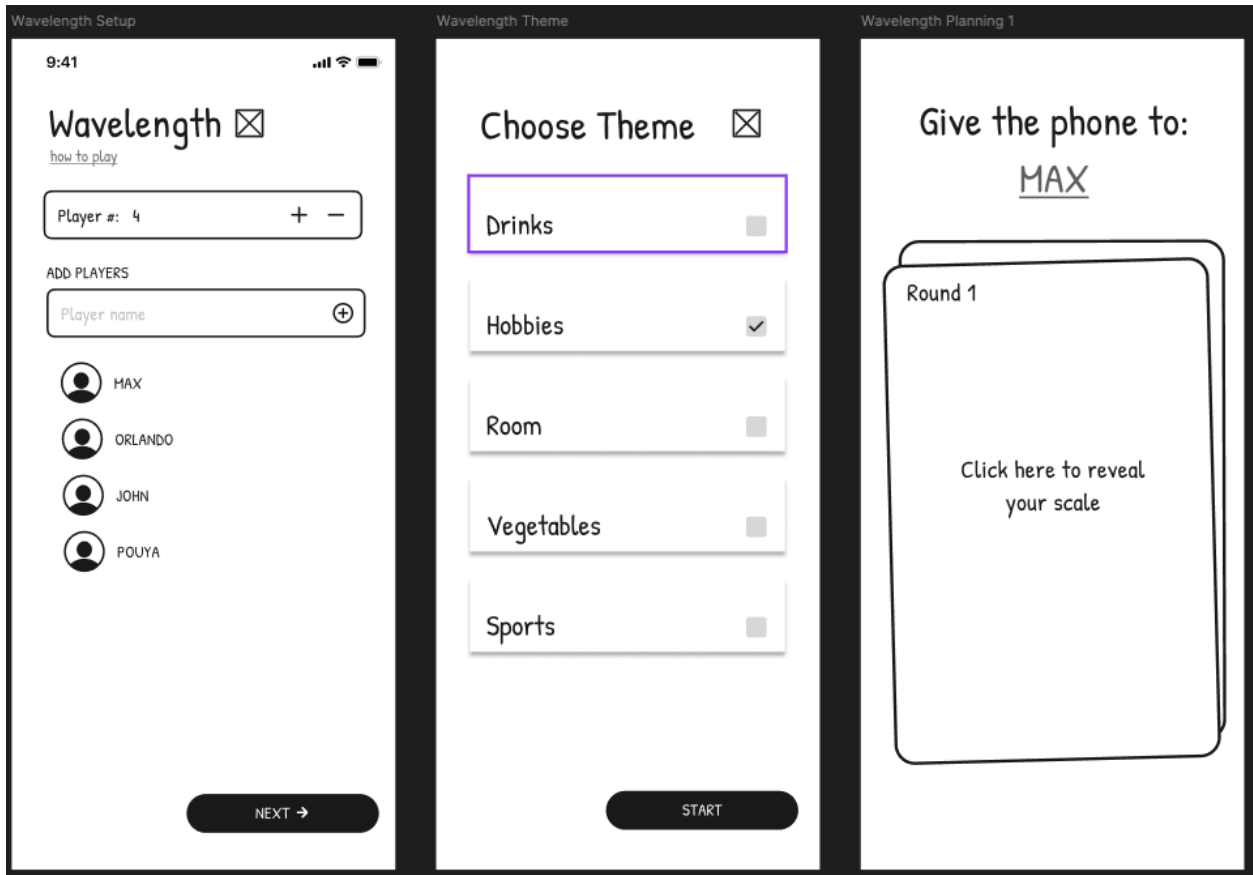 Wavelength Setup
9:41
Wavelength
how to play
Player #: 4
ADD PLAYERS
Player name
MAX
ORLANDO
JOHN
POUYA
NEXT →
Wavelength Theme
Choose Theme
Drinks
Hobbies
Room
Vegetables
Sports
START
Wavelength Planning 1
Give the phone to:
MAX
Round 1
Click here to reveal
your scale